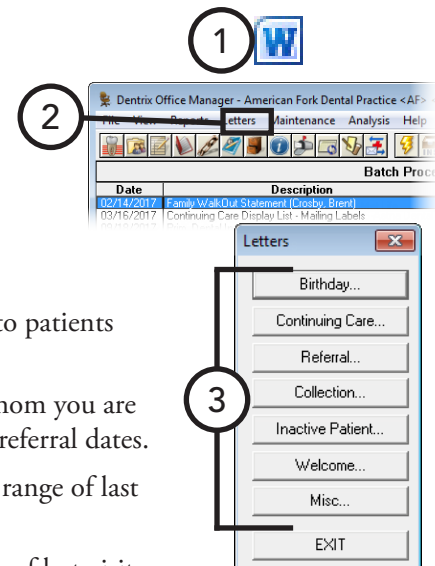 1
W
2
Dentrix Office Manager - American Fork Dental Practice <AF>
File View Reports Letters Maintenance Analysis Help
Batch Proce
Date Description
02/14/2017 Family WalkOut Statement (Crosby, Brent)
03/16/2017 Continuing Care Display List - Mailing Labels
Letters
Birthday...
to patients
Continuing Care...
Referral...
nom you are
Collection...
3
referral dates.
Inactive Patient...
range of last
Welcome...
Misc...
EXIT